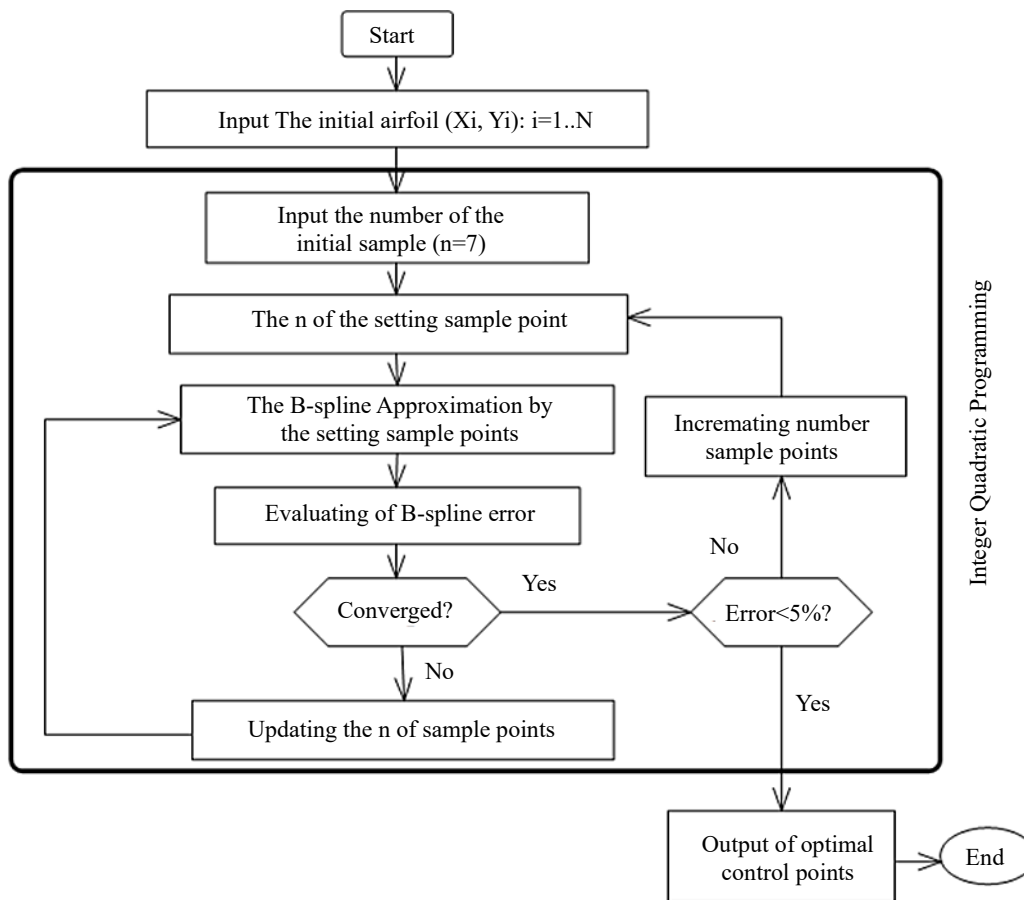 Start
Input The initial airfoil (Xi, Yi): i=1..N
Input the number of the
initial sample (n=7)
The n of the setting sample point
The B-spline Approximation by
the setting sample points
Incremating number
sample points
Evaluating of B-spline error
No
Yes
Converged?
Error<5%?
No
Yes
Updating the n of sample points
Integer Quadratic Programming
Output of optimal
control points
End